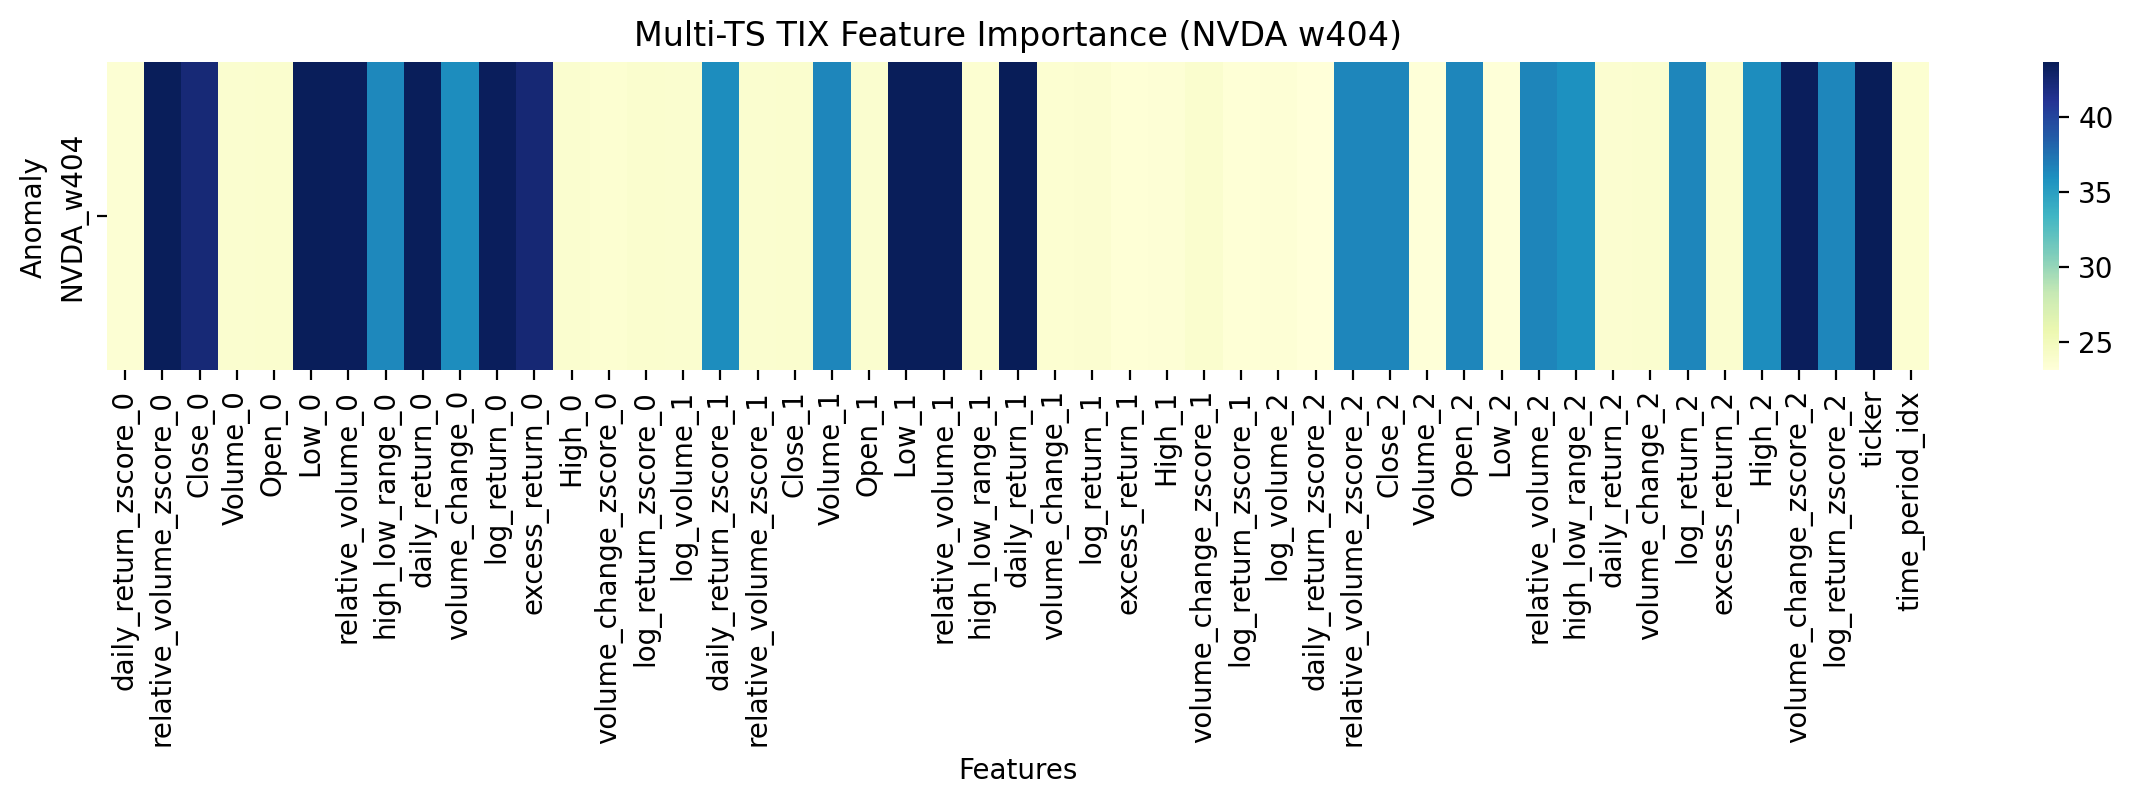 Multi-TS TIX Feature Importance (NVDA w404)
Anomaly
NVDA_w404
40
35
30
25
daily_return_zscore_0
relative_volume_zscore_0
Close_0
Volume_0
Open_0
Low_0
relative_volume_0
high_low_range_0
daily_return_0
volume_change_0
log_return_0
excess_return_0
High_0
volume_change_zscore_0
log_return_zscore_0
log_volume_1
daily_return_zscore_1
relative_volume_zscore_1
Close_1
Volume_1
Open_1
Low_1
relative_volume_1
high_low_range_1
daily_return_1
volume_change_1
log_return_1
excess_return_1
High_1
volume_change_zscore_1
log_return_zscore_1
log_volume_2
daily_return_zscore_2
relative_volume_zscore_2
Close_2
Volume_2
Open_2
Low_2
relative_volume_2
high_low_range_2
daily_return_2
volume_change_2
log_return_2
excess_return_2
High_2
volume_change_zscore_2
log_return_zscore_2
ticker
time_period_idx
Features